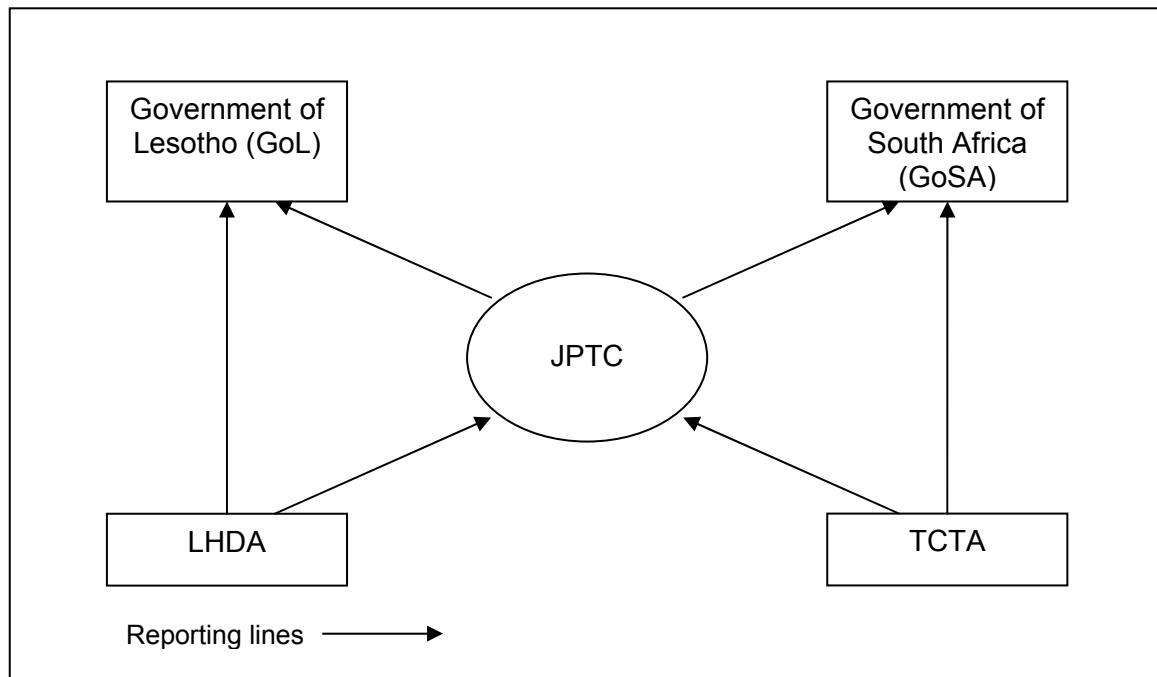 Government of
Lesotho (GoL)
Government of
South Africa
(GoSA)
JPTC
LHDA
TCTA
Reporting lines